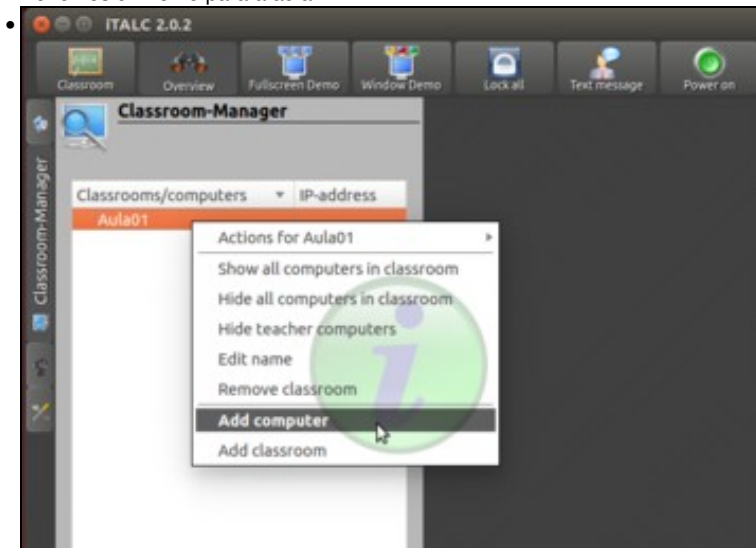 iTALC 2.0.2
Classroom
Overview
Fullscreen Demo
Window Demo
Lock all
Text message
Power on
Classroom-Manager
Classroom-Manager
Classrooms/computers
IP-address
Aula01
Actions for Aula01
Show all computers in classroom
Hide all computers in classroom
Hide teacher computers
Edit name
Remove classroom
Add computer
Add classroom